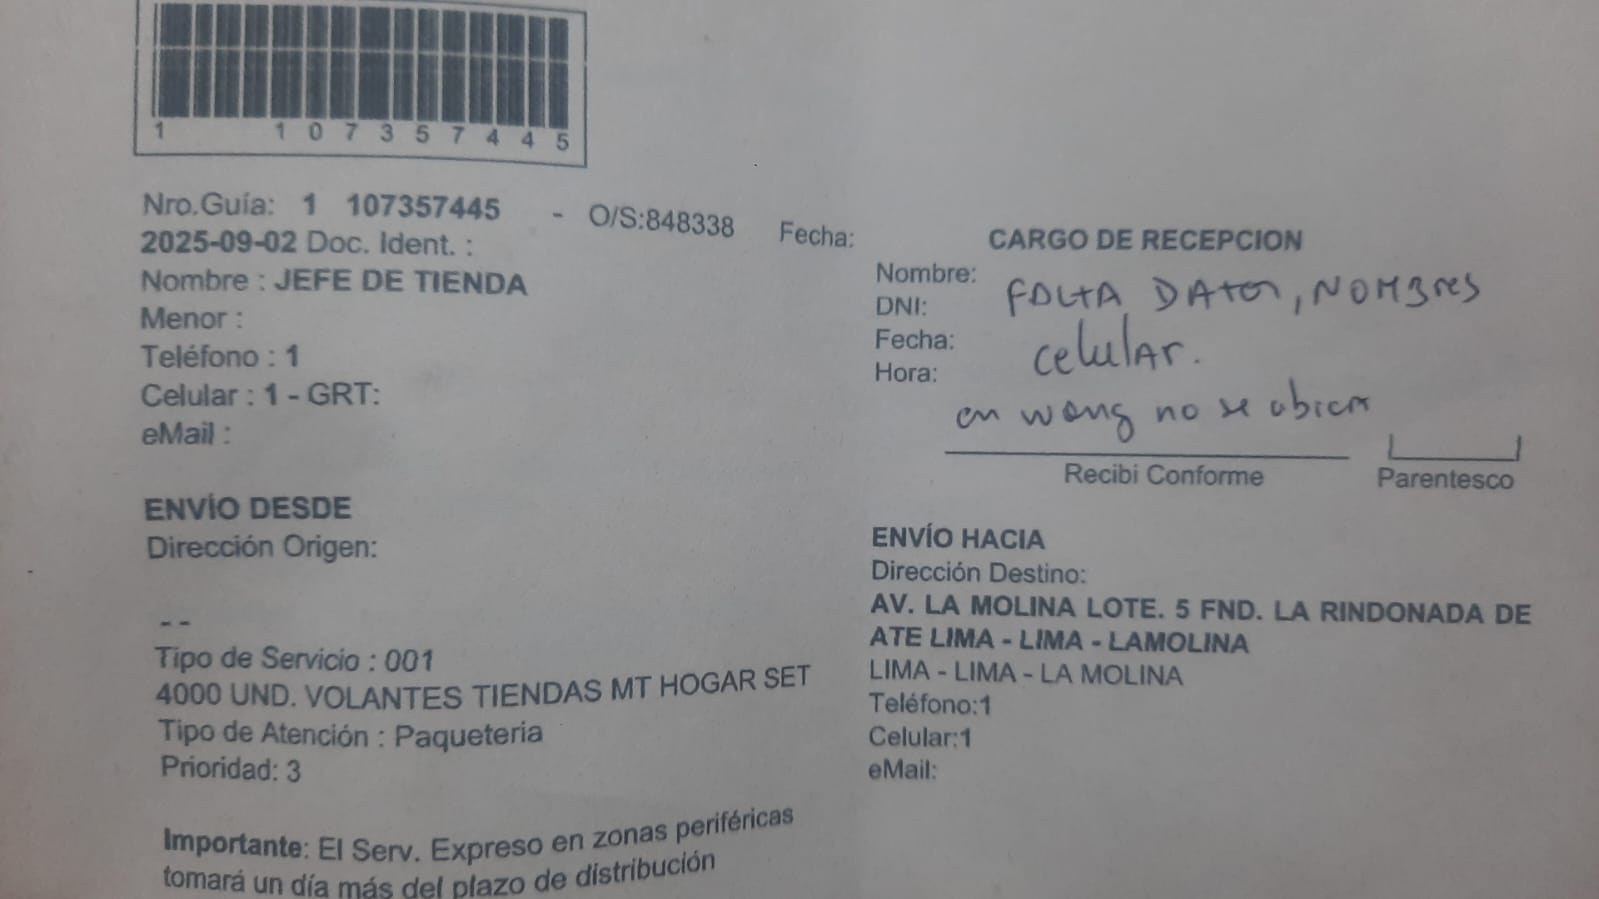 1 107357445
Nro.Guía: 1 107357445 - O/S:848338 Fecha:
2025-09-02 Doc. Ident. :
Nombre : JEFE DE TIENDA
Menor :
Teléfono : 1
Celular : 1 - GRT:
eMail :
ENVÍO DESDE
Dirección Origen:
--
Tipo de Servicio : 001
4000 UND. VOLANTES TIENDAS MT HOGAR SET
Tipo de Atención : Paqueteria
Prioridad: 3
Importante: El Serv. Expreso en zonas periféricas
tomará un día más del plazo de distribución
CARGO DE RECEPCION
Nombre:
DNI: FALTA DATOS, NOMBRES
Fecha: celular.
Hora:
en wong no se
Recibi Conforme Parentesco
ENVÍO HACIA
Dirección Destino:
AV. LA MOLINA LOTE. 5 FND. LA RINDONADA DE
ATE LIMA - LIMA - LAMOLINA
LIMA - LIMA - LA MOLINA
Teléfono:1
Celular:1
eMail: